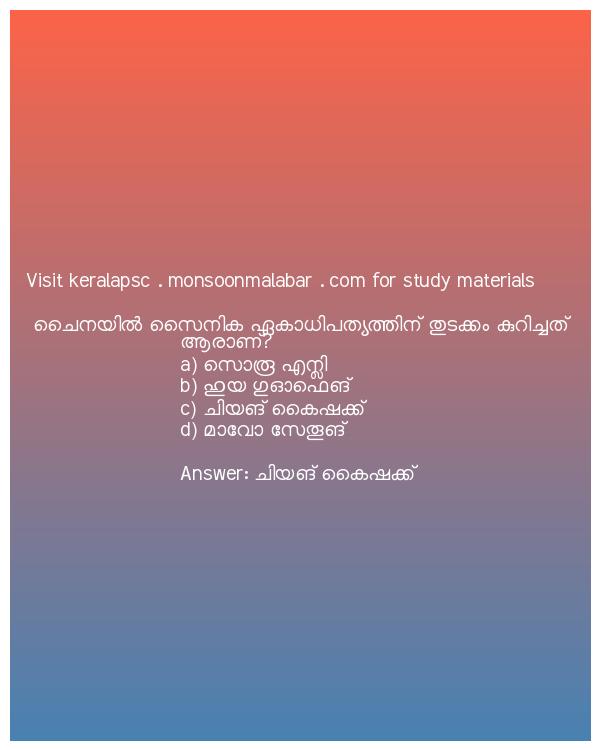 Visit keralapsc . monsoonmalabar . com for study materials
ചൈനയിൽ സൈനിക ഏകാധിപത്യത്തിന് തുടക്കം കുറിച്ചത്
ആരാണ്?
a) സൊരൂ എന്ലി
b) ഹുയ ഗുഓഫെങ്
c) ചിയങ് കൈഷക്ക്
d) മാവോ സേതൂങ്
Answer: ചിയങ് കൈഷക്ക്